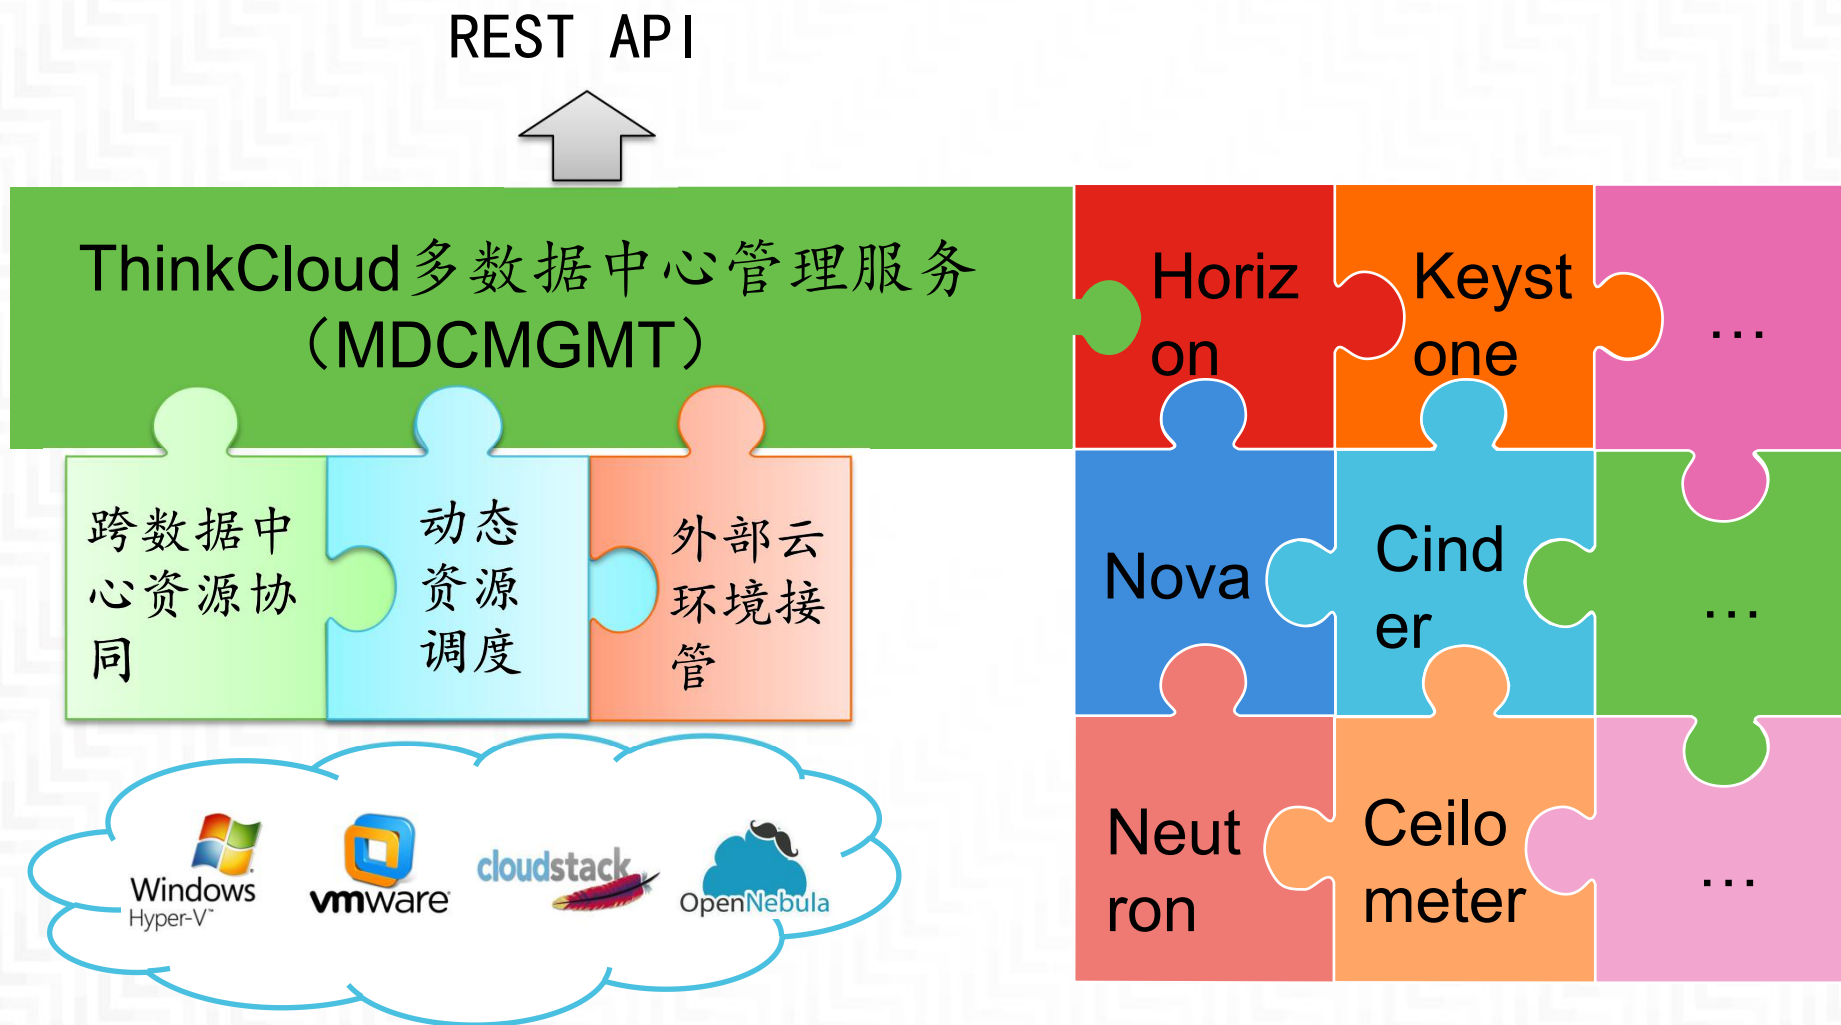 REST API
ThinkCloud多数据中心管理服务
（MDCMGMT）
跨数据中
心资源协
同
动态
资源
调度
外部云
环境接
管
Windows
Hyper-V
vmware
cloudstack
OpenNebula
Horiz
on
Keyst
one
...
Nova
Cind
er
...
Neut
ron
Ceilo
meter
...